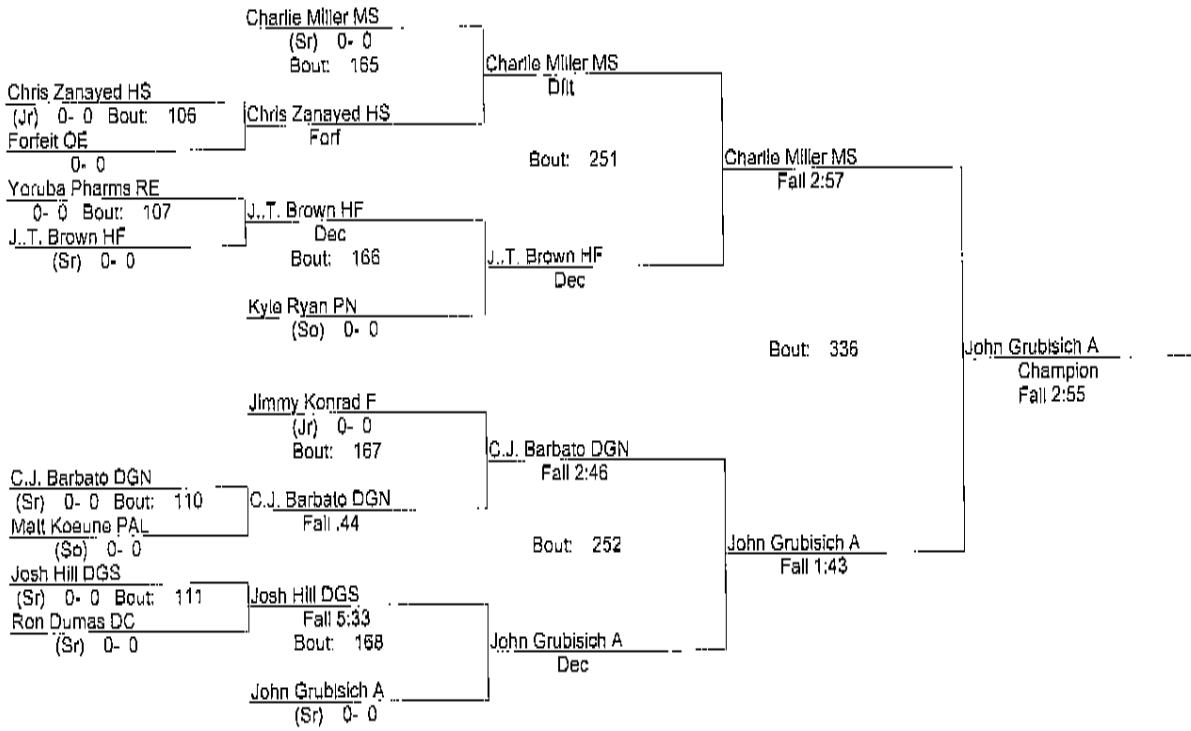 Charlie Miller MS
(Sr) 0- 0
Bout: 165
Charlie Miller MS
Dflt
Chris Zanayed HS
(Jr) 0- 0 Bout: 106
Chris Zanayed HS
Forf
Forfeit OE
0- 0
Bout: 251
Charlie Miller MS
Fall 2:57
Yoruba Pharms RE
0- 0 Bout: 107
J..T. Brown HF
Dec
J..T. Brown HF
(Sr) 0- 0
Bout: 166
J..T. Brown HF
Dec
Kyle Ryan PN
(So) 0- 0
Bout: 336
John Grubisich A
Champion
Fall 2:55
Jimmy Konrad F
(Jr) 0- 0
Bout: 167
C.J. Barbato DGN
Fall 2:46
C.J. Barbato DGN
(Sr) 0- 0 Bout: 110
C.J. Barbato DGN
Fall .44
Matt Koeune PAL
(So) 0- 0
Bout: 252
John Grubisich A
Fall 1:43
Josh Hill DGS
(Sr) 0- 0 Bout: 111
Josh Hill DGS
Fall 5:33
Ron Dumas DC
(Sr) 0- 0
Bout: 168
John Grubisich A
Dec
John Grubisich A
(Sr) 0- 0